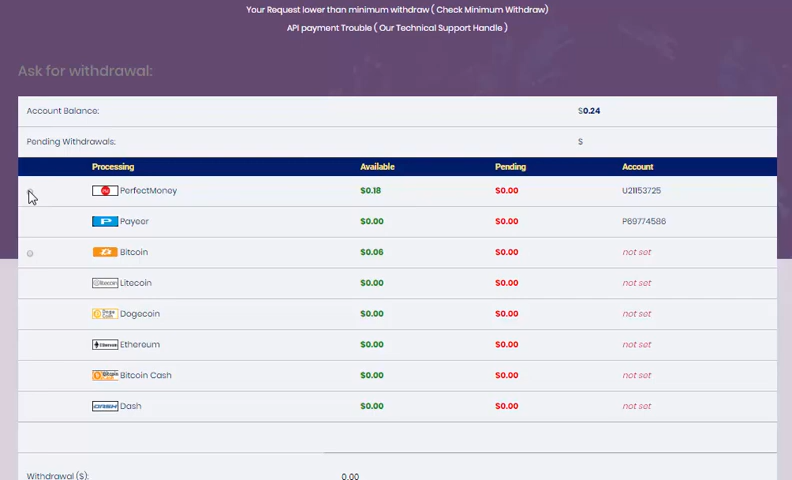 Your Request lower than minimum withdraw ( Check Minimum Withdraw)
API payment Trouble ( Our Technical Support Handle )
Ask for withdrawal:
Account Balance: $0.24
Pending Withdrawals: $
Processing Available Pending Account
PerfectMoney $0.18 $0.00 U21153725
Payeer $0.00 $0.00 P69774586
Bitcoin $0.06 $0.00 not set
Litecoin $0.00 $0.00 not set
Dogecoin $0.00 $0.00 not set
Ethereum $0.00 $0.00 not set
Bitcoin Cash $0.00 $0.00 not set
Dash $0.00 $0.00 not set
Withdrawal ($): 0.00